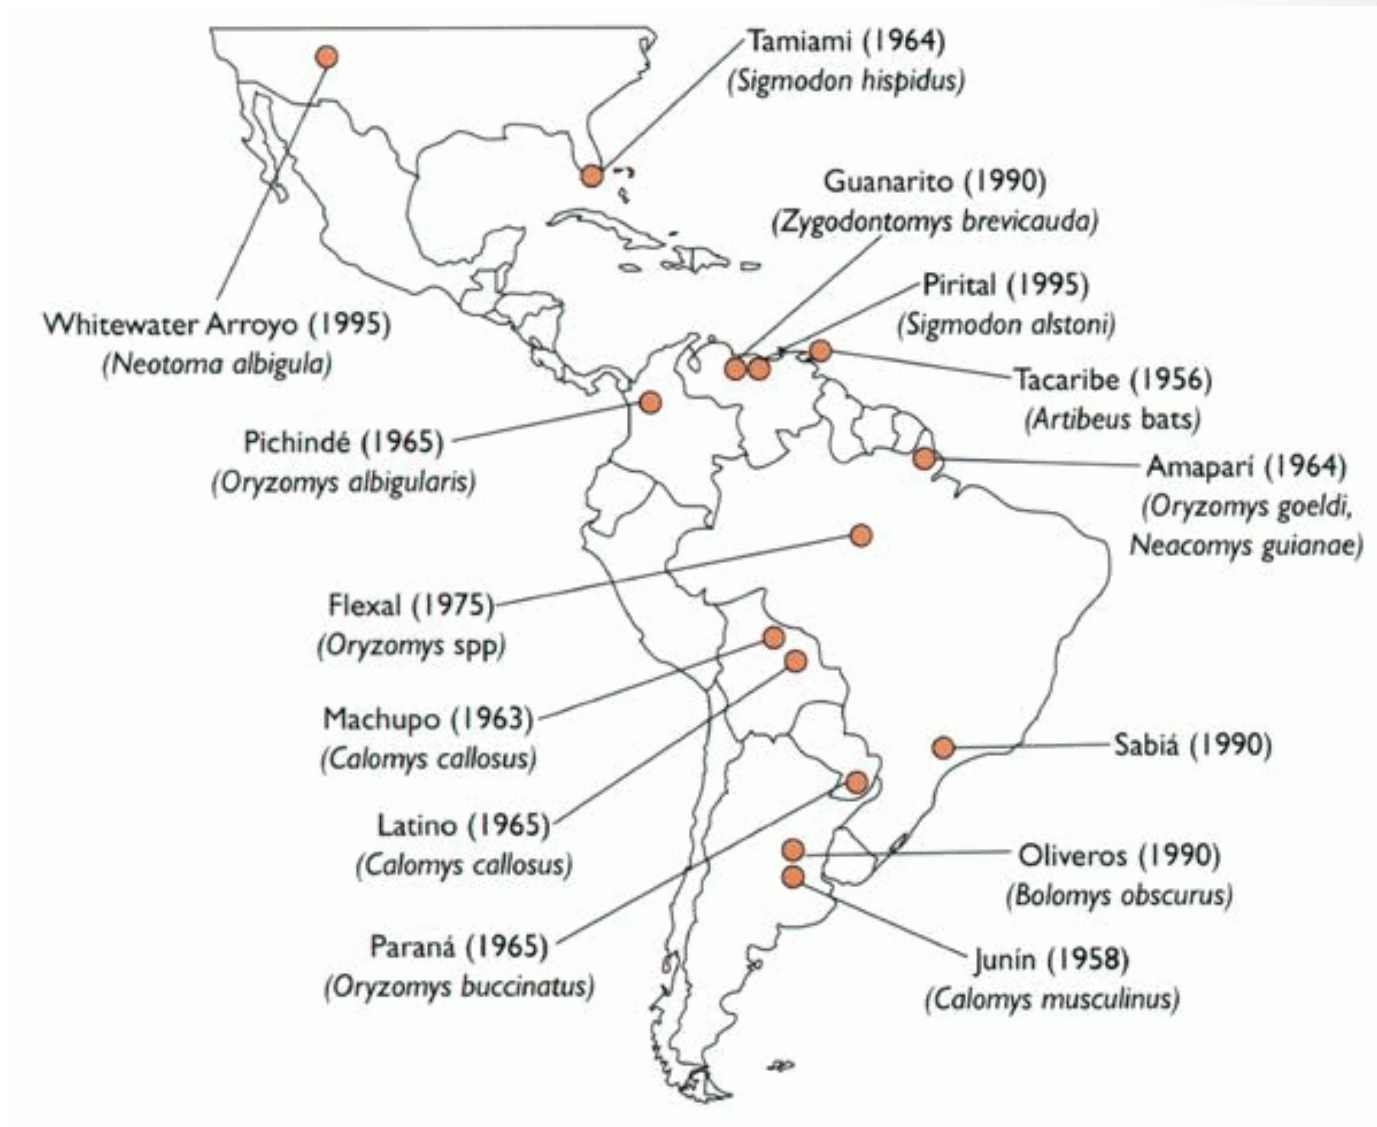 Tamiami (1964)
(Sigmodon hispidus)
Guanarito (1990)
(Zygodontomys brevicauda)
Pirital (1995)
(Sigmodon alstoni)
Whitewater Arroyo (1995)
(Neotoma albigula)
Tacaribe (1956)
(Artibeus bats)
Pichindé (1965)
(Oryzomys albigularis)
Amaparí (1964)
(Oryzomys goeldi,
Neacomys guianae)
Flexal (1975)
(Oryzomys spp)
Machupo (1963)
(Calomys callosus)
Sabiá (1990)
Latino (1965)
(Calomys callosus)
Oliveros (1990)
(Bolomys obscurus)
Paraná (1965)
(Oryzomys buccinatus)
Junín (1958)
(Calomys musculinus)